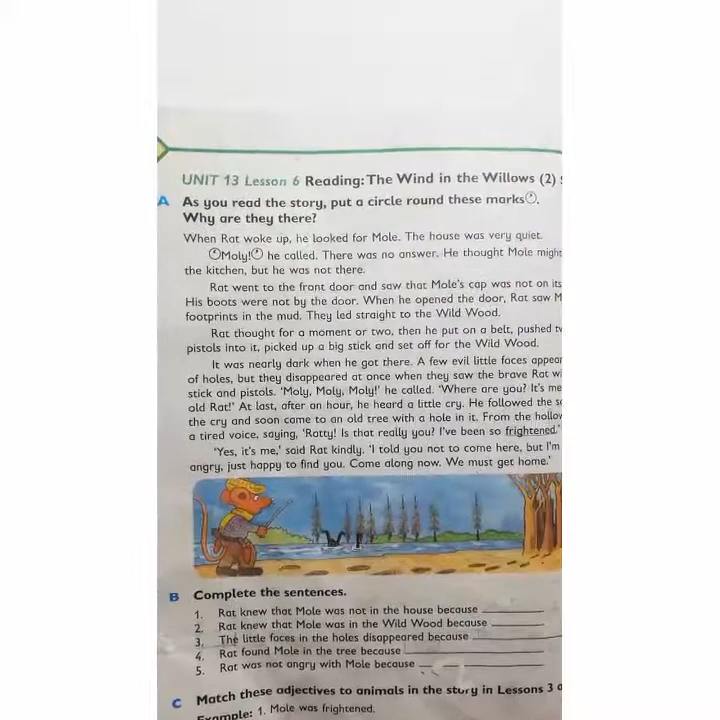 UNIT 13 Lesson 6 Reading: The Wind in the Willows (2)
A As you read the story, put a circle round these marks ʻʼ.
Why are they there?
When Rat woke up, he looked for Mole. The house was very quiet.
ʻMoly!ʼ he called. There was no answer. He thought Mole might
the kitchen, but he was not there.
Rat went to the front door and saw that Mole's cap was not on its
His boots were not by the door. When he opened the door, Rat saw M
footprints in the mud. They led straight to the Wild Wood.
Rat thought for a moment or two, then he put on a belt, pushed tw
pistols into it, picked up a big stick and set off for the Wild Wood.
It was nearly dark when he got there. A few evil little faces appear
of holes, but they disappeared at once when they saw the brave Rat wi
stick and pistols. 'Moly, Moly, Moly!' he called. 'Where are you? It's me
old Rat!' At last, after an hour, he heard a little cry. He followed the so
the cry and soon came to an old tree with a hole in it. From the hollow
a tired voice, saying, 'Ratty! Is that really you? I've been so frightened.'
'Yes, it's me,' said Rat kindly. 'I told you not to come here, but I'm
angry, just happy to find you. Come along now. We must get home.'
B Complete the sentences.
1. Rat knew that Mole was not in the house because
2. Rat knew that Mole was in the Wild Wood because
3. The little faces in the holes disappeared because
4. Rat found Mole in the tree because
5. Rat was not angry with Mole because
C Match these adjectives to animals in the story in Lessons 3
Example: 1. Mole was frightened.